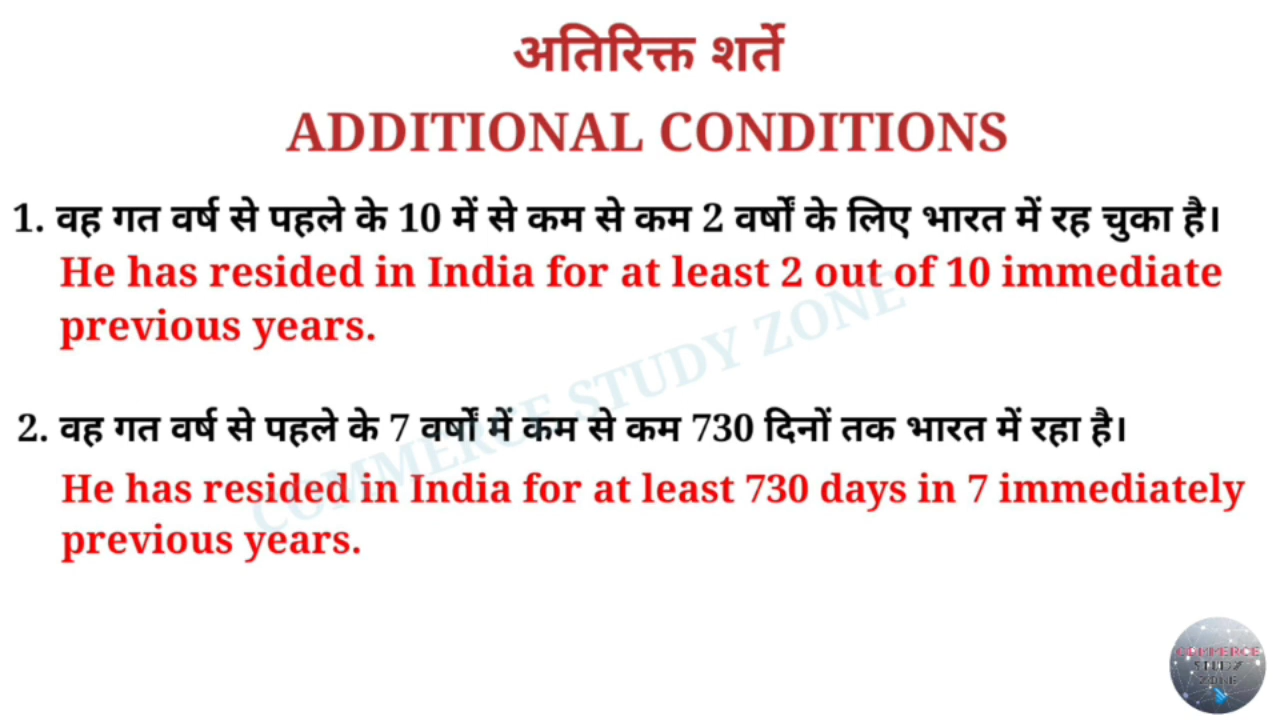 अतिरिक्त शर्ते
ADDITIONAL CONDITIONS
1. वह गत वर्ष से पहले के 10 में से कम से कम 2 वर्षों के लिए भारत में रह चुका है।
He has resided in India for at least 2 out of 10 immediate
previous years.
COMMERCE STUDY ZONE
2. वह गत वर्ष से पहले के 7 वर्षों में कम से कम 730 दिनों तक भारत में रहा है।
He has resided in India for at least 730 days in 7 immediately
previous years.
COMMERCE
STUDY
ZONE